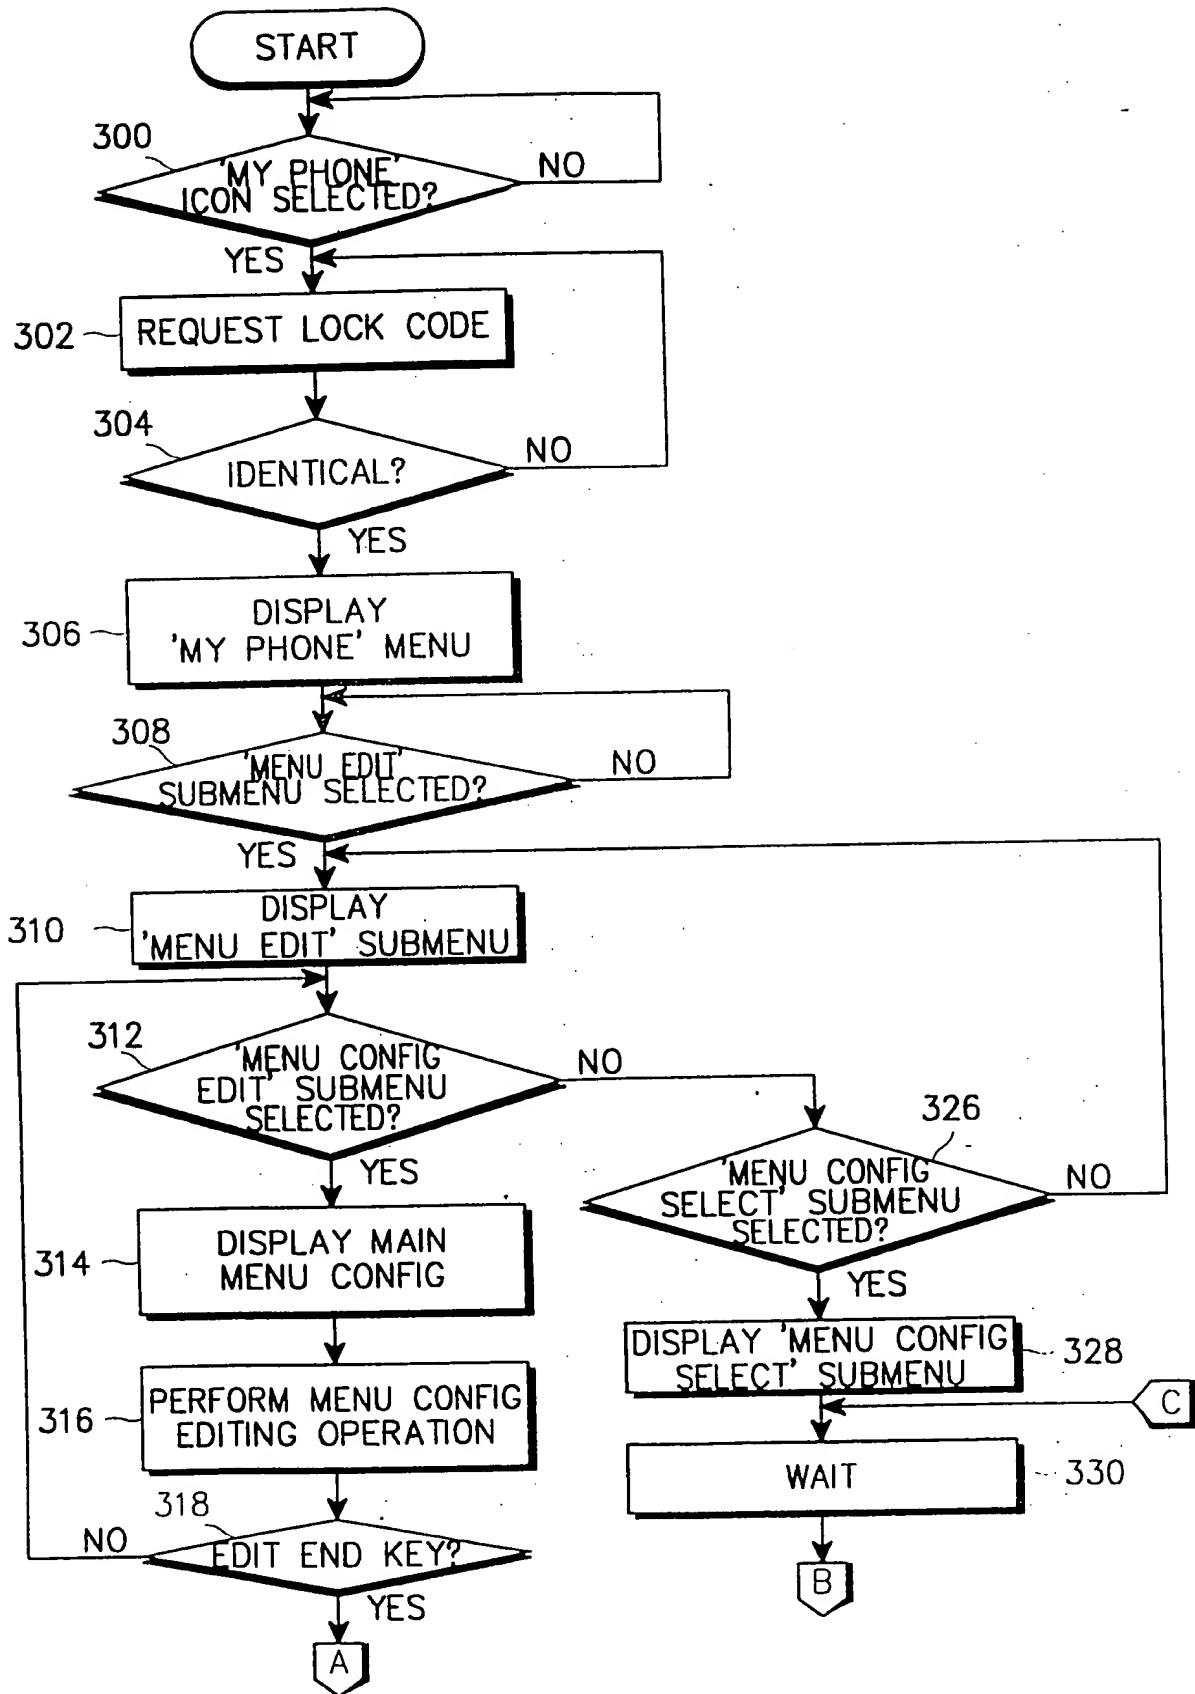 START
300
'MY PHONE'
ICON SELECTED?
NO
YES
302
REQUEST LOCK CODE
304
IDENTICAL?
NO
YES
306
DISPLAY
'MY PHONE' MENU
308
'MENU EDIT'
SUBMENU SELECTED?
NO
YES
310
DISPLAY
'MENU EDIT' SUBMENU
312
'MENU CONFIG
EDIT' SUBMENU
SELECTED?
NO
YES
326
'MENU CONFIG
SELECT' SUBMENU
SELECTED?
NO
YES
314
DISPLAY MAIN
MENU CONFIG
DISPLAY 'MENU CONFIG
SELECT' SUBMENU
328
316
PERFORM MENU CONFIG
EDITING OPERATION
C
WAIT
330
318
EDIT END KEY?
NO
YES
B
A